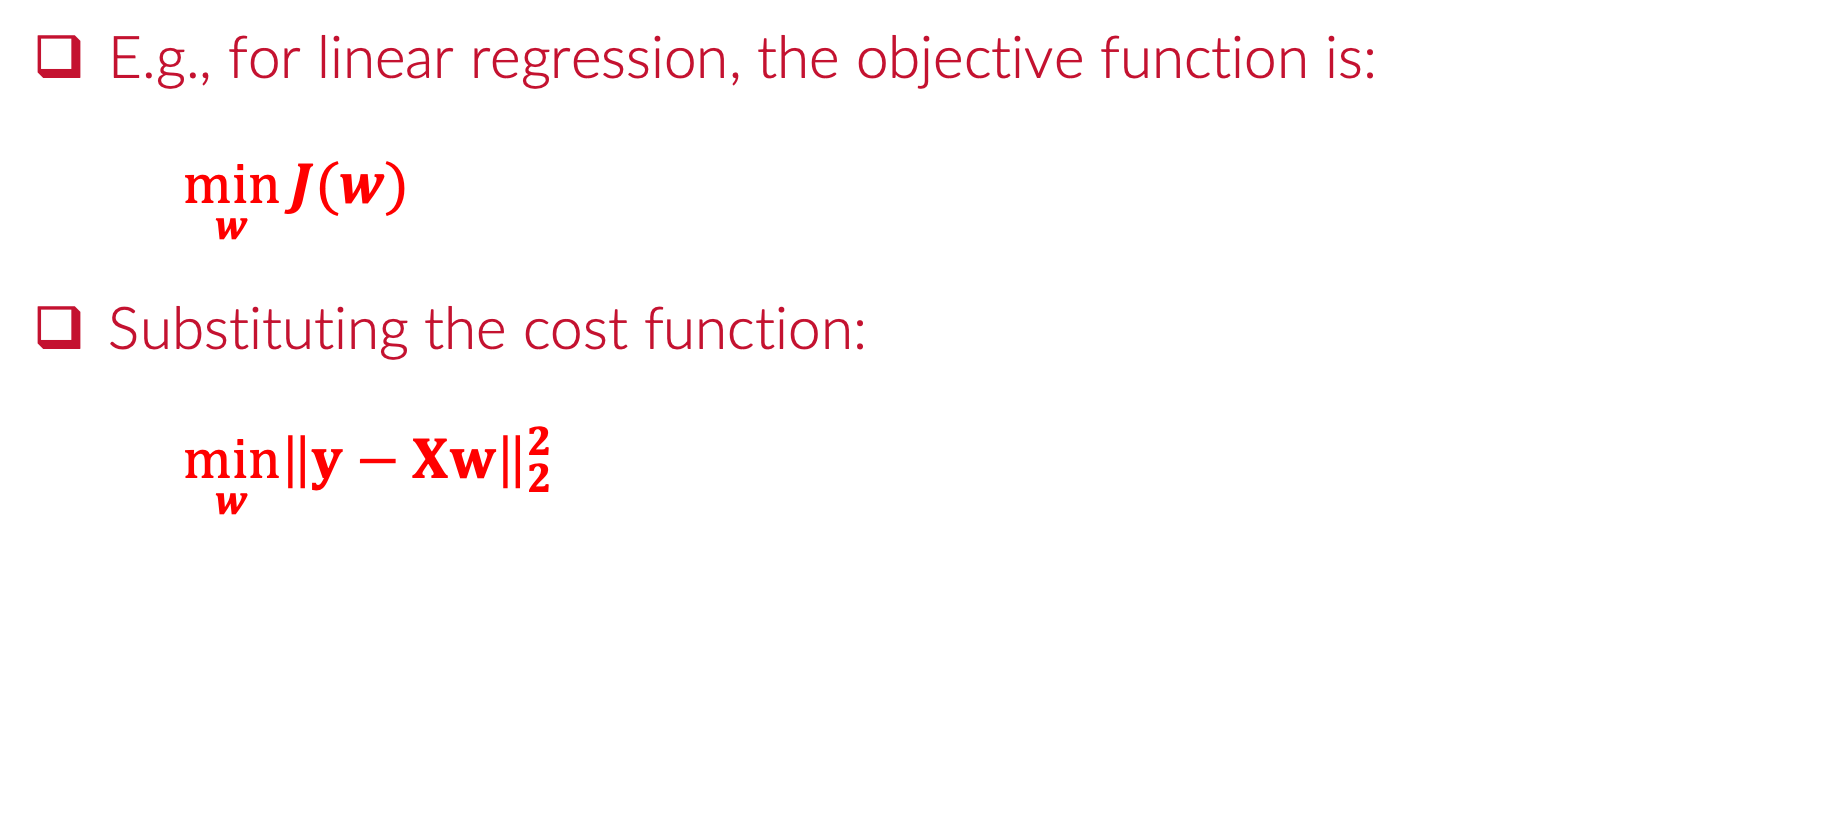 ❑ E.g., for linear regression, the objective function is:
min J(w)
w
❑ Substituting the cost function:
min‖y − Xw‖₂²
w